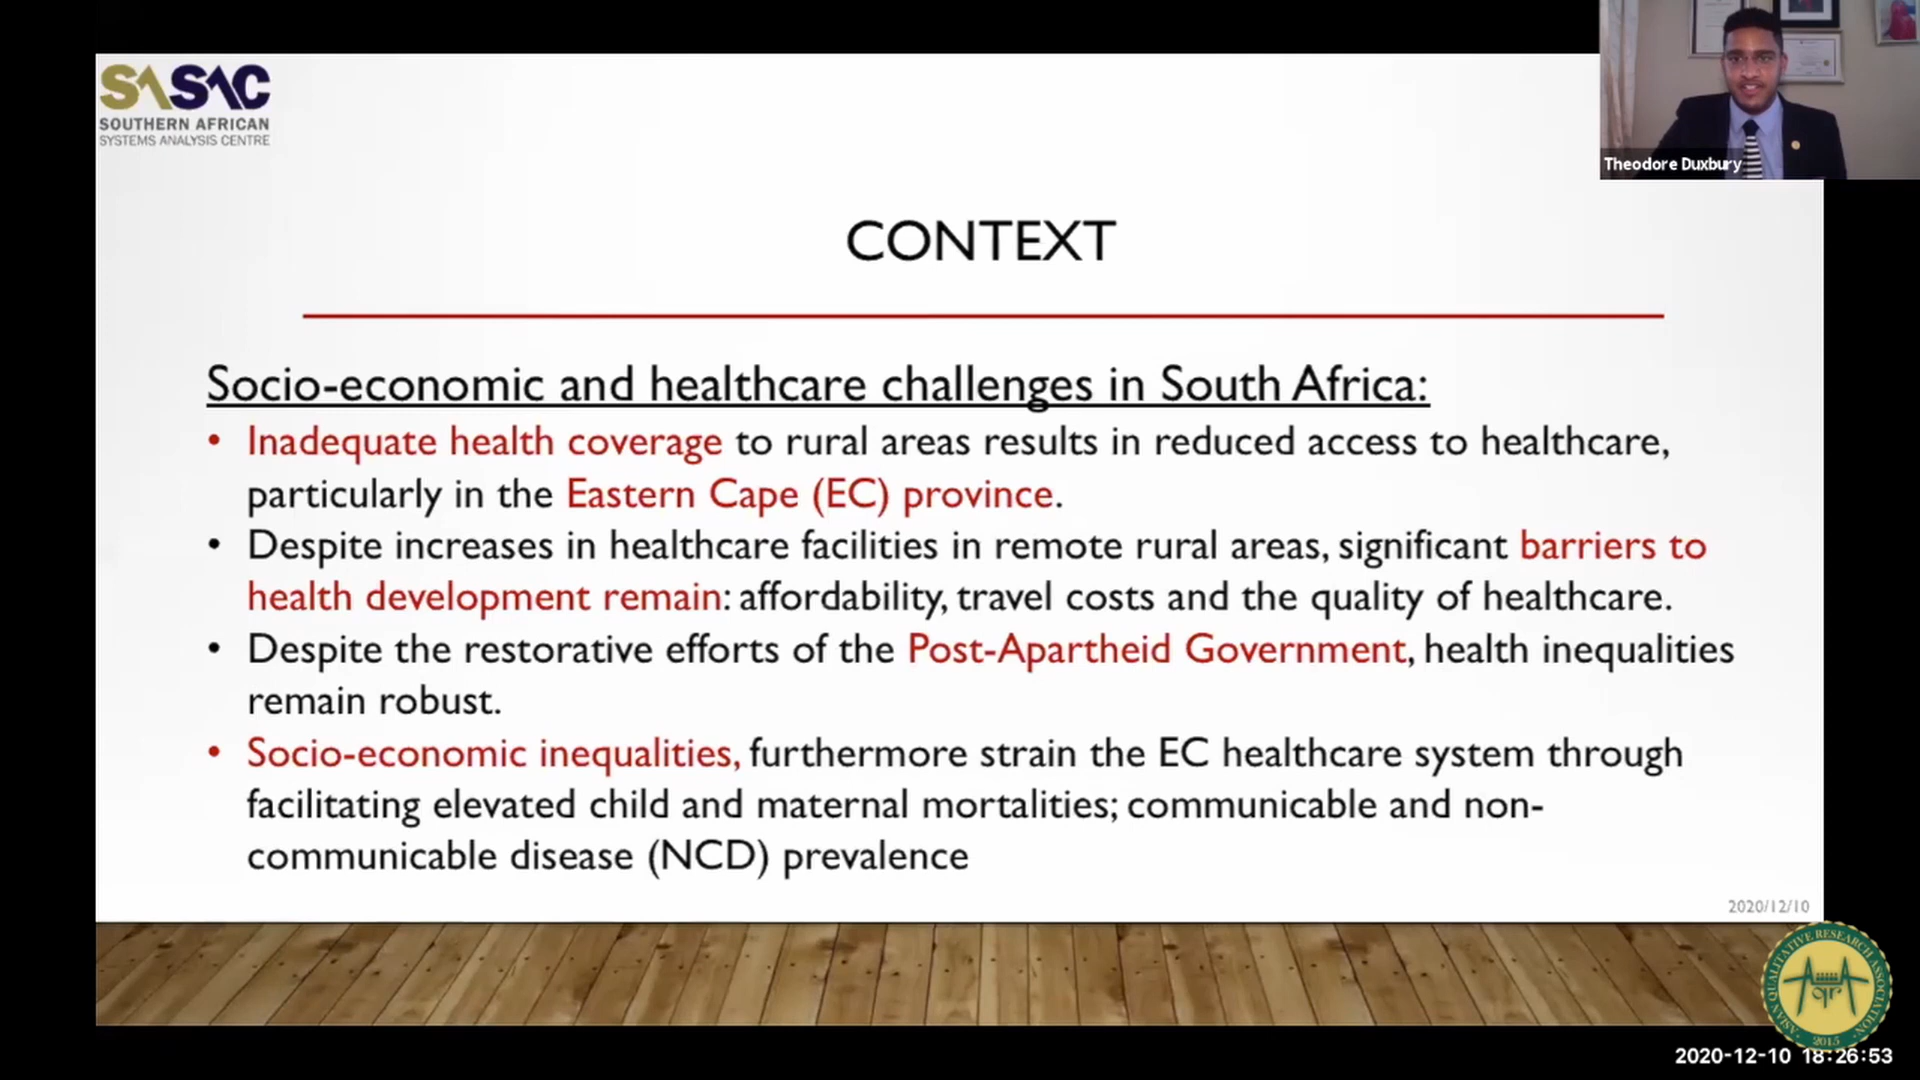 SASAC
SOUTHERN AFRICAN
SYSTEMS ANALYSIS CENTRE
Theodore Duxbury
CONTEXT
Socio-economic and healthcare challenges in South Africa:
• Inadequate health coverage to rural areas results in reduced access to healthcare,
particularly in the Eastern Cape (EC) province.
• Despite increases in healthcare facilities in remote rural areas, significant barriers to
health development remain: affordability, travel costs and the quality of healthcare.
• Despite the restorative efforts of the Post-Apartheid Government, health inequalities
remain robust.
• Socio-economic inequalities, furthermore strain the EC healthcare system through
facilitating elevated child and maternal mortalities; communicable and non-
communicable disease (NCD) prevalence
2020/12/10
ASIAN QUALITATIVE RESEARCH ASSOCIATION
2015
2020-12-10 18:26:53